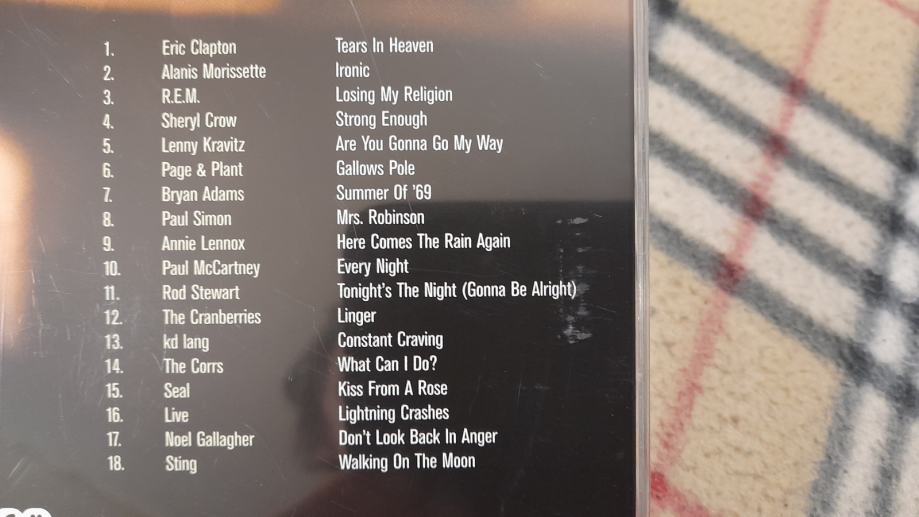 1. Eric Clapton Tears In Heaven
2. Alanis Morissette Ironic
3. R.E.M. Losing My Religion
4. Sheryl Crow Strong Enough
5. Lenny Kravitz Are You Gonna Go My Way
6. Page & Plant Gallows Pole
7. Bryan Adams Summer Of '69
8. Paul Simon Mrs. Robinson
9. Annie Lennox Here Comes The Rain Again
10. Paul McCartney Every Night
11. Rod Stewart Tonight's The Night (Gonna Be Alright)
12. The Cranberries Linger
13. kd lang Constant Craving
14. The Corrs What Can I Do?
15. Seal Kiss From A Rose
16. Live Lightning Crashes
17. Noel Gallagher Don't Look Back In Anger
18. Sting Walking On The Moon